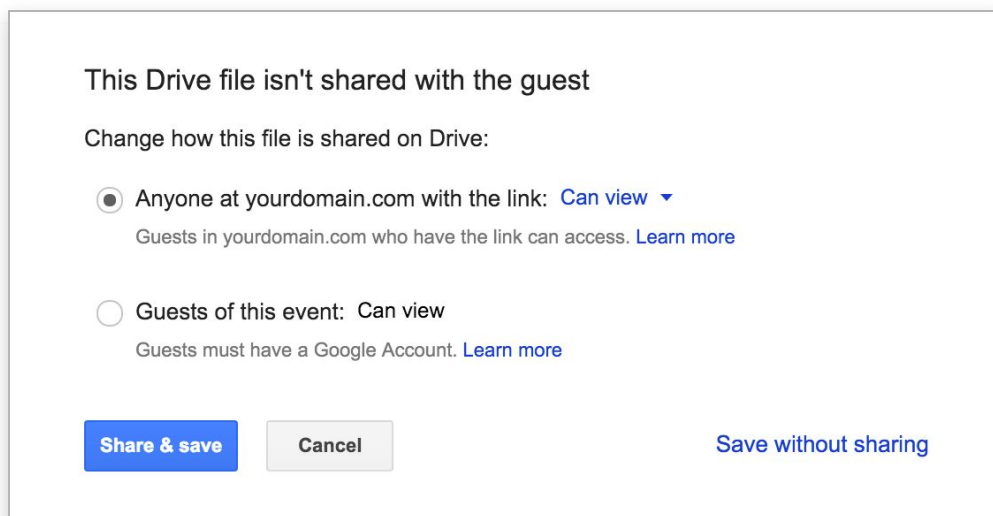 This Drive file isn't shared with the guest
Change how this file is shared on Drive:
Anyone at yourdomain.com with the link: Can view
Guests in yourdomain.com who have the link can access. Learn more
Guests of this event: Can view
Guests must have a Google Account. Learn more
Share & save Cancel Save without sharing